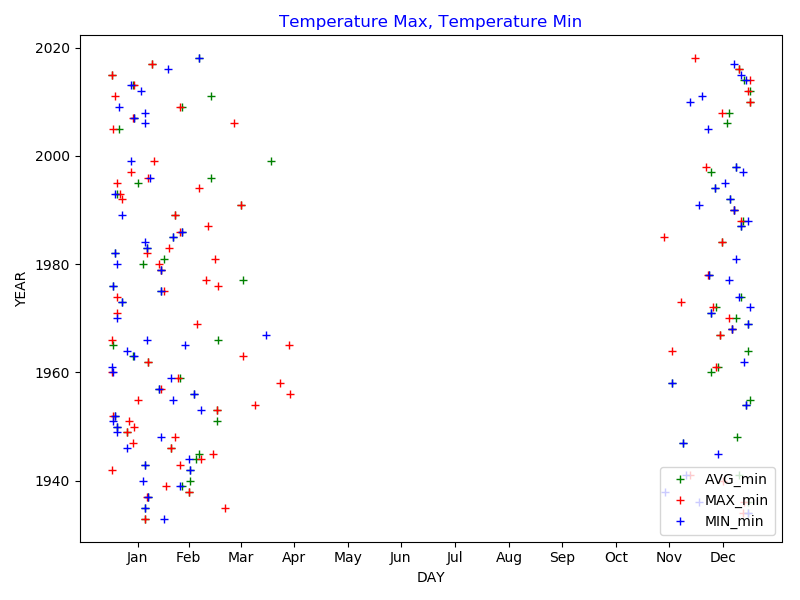 Temperature Max, Temperature Min
2020
2000
1980
1960
1940
YEAR
Jan Feb Mar Apr May Jun Jul Aug Sep Oct Nov Dec
DAY
AVG_min
MAX_min
MIN_min